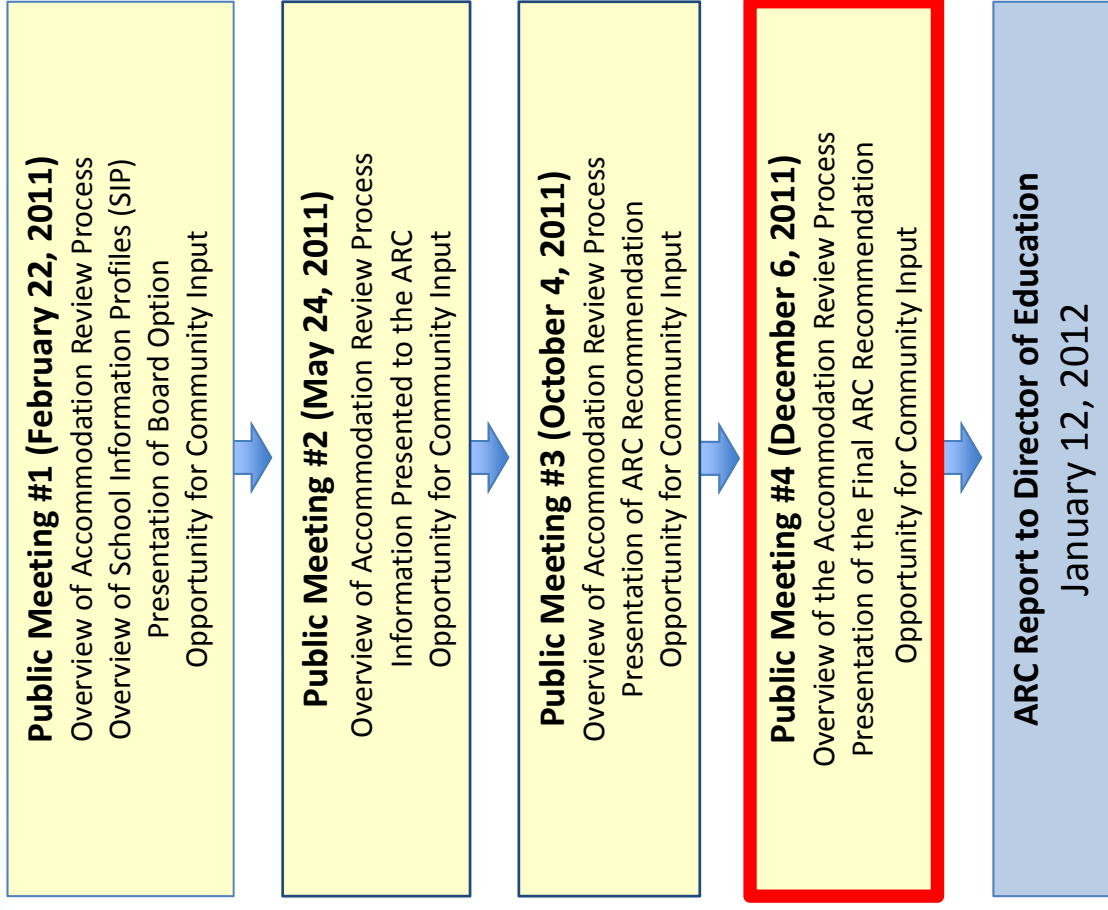 Public Meeting #1 (February 22, 2011)
Overview of Accommodation Review Process
Overview of School Information Profiles (SIP)
Presentation of Board Option
Opportunity for Community Input
Public Meeting #2 (May 24, 2011)
Overview of Accommodation Review Process
Information Presented to the ARC
Opportunity for Community Input
Public Meeting #3 (October 4, 2011)
Overview of Accommodation Review Process
Presentation of ARC Recommendation
Opportunity for Community Input
Public Meeting #4 (December 6, 2011)
Overview of the Accommodation Review Process
Presentation of the Final ARC Recommendation
Opportunity for Community Input
ARC Report to Director of Education
January 12, 2012